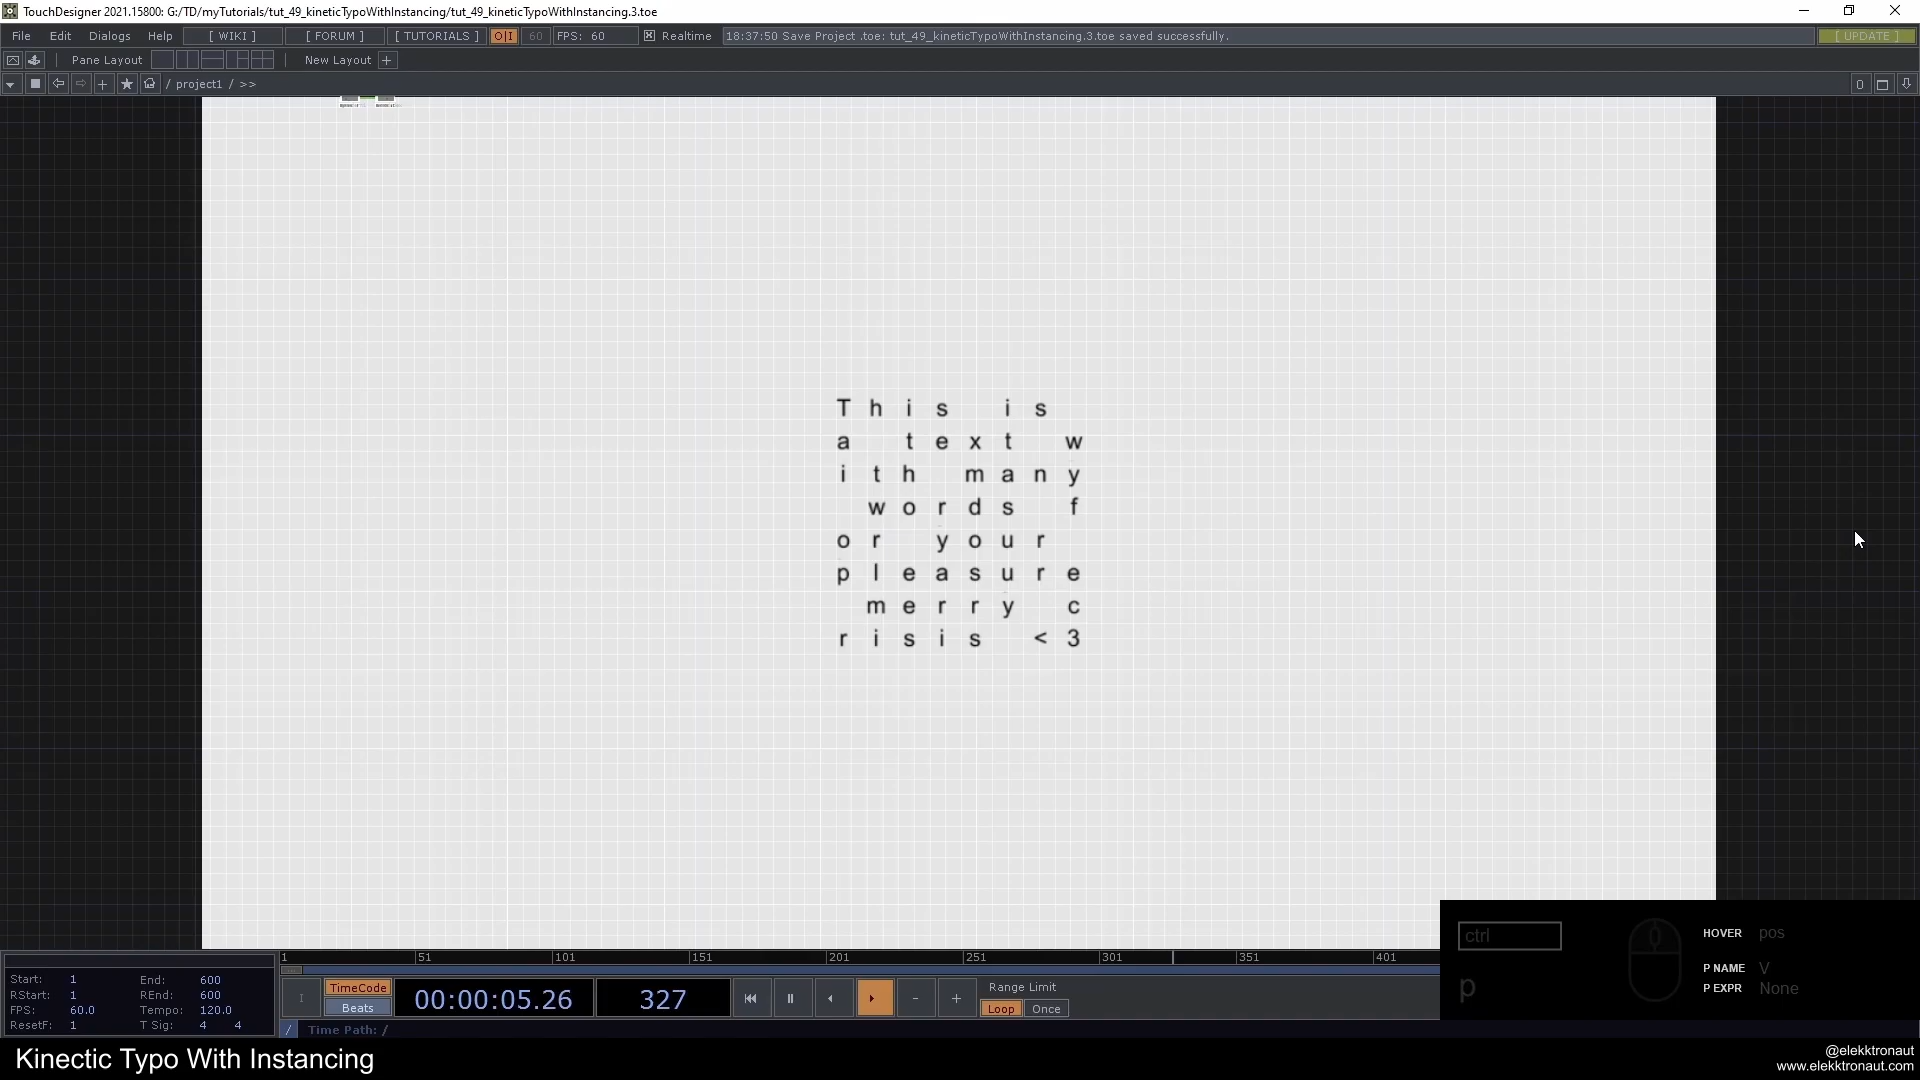 TouchDesigner 2021.15800: G:/TD/myTutorials/tut_49_kineticTypoWithInstancing/tut_49_kineticTypoWithInstancing.3.toe
File Edit Dialogs Help [ WIKI ] [ FORUM ] [ TUTORIALS ] O|I 60 FPS: 60 Realtime 18:37:50 Save Project .toe: tut_49_kineticTypoWithInstancing.3.toe saved successfully. [ UPDATE ]
Pane Layout New Layout +
/ project1 / >> 0
T h i s i s
a t e x t w
i t h m a n y
w o r d s f
o r y o u r
p l e a s u r e
m e r r y c
r i s i s < 3
ctrl
p
HOVER pos
P NAME V
P EXPR None
1 51 101 151 201 251 301 351 401
Start: 1 End: 600
RStart: 1 REnd: 600
FPS: 60.0 Tempo: 120.0
ResetF: 1 T Sig: 4 4
TimeCode
Beats
I
00:00:05.26
327
- +
Range Limit
Loop Once
/ Time Path: /
Kinectic Typo With Instancing
@elekktronaut
www.elekktronaut.com